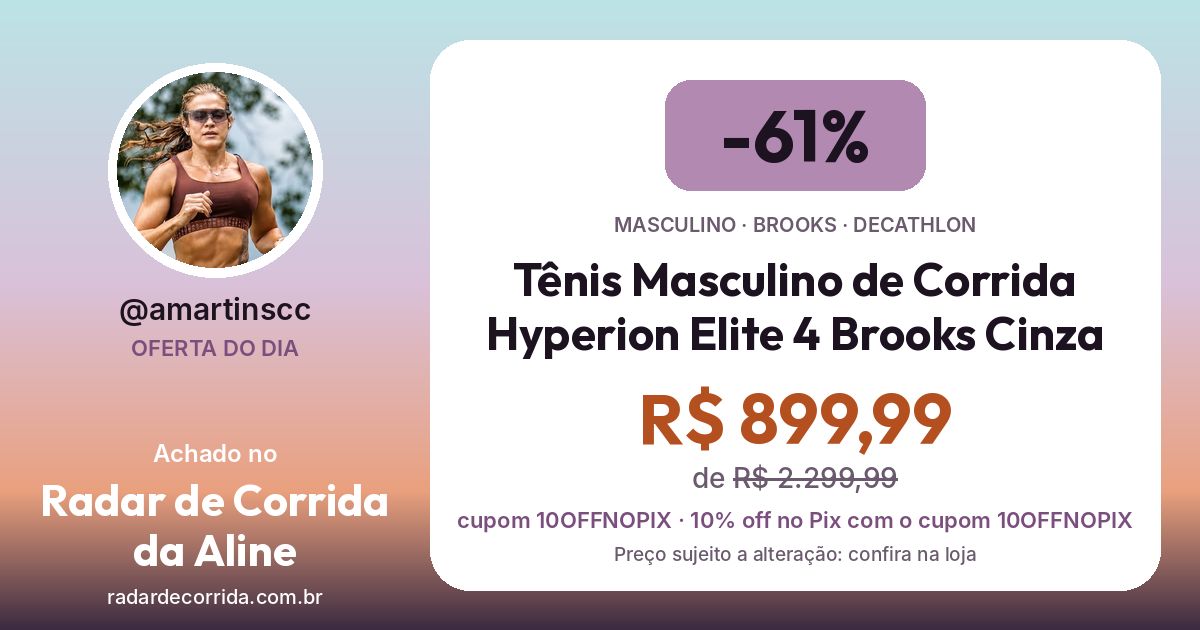 @amartinscc
OFERTA DO DIA
Achado no
Radar de Corrida
da Aline
radardecorrida.com.br
-61%
MASCULINO · BROOKS · DECATHLON
Tênis Masculino de Corrida
Hyperion Elite 4 Brooks Cinza
R$ 899,99
de R$ 2.299,99
cupom 10OFFNOPIX · 10% off no Pix com o cupom 10OFFNOPIX
Preço sujeito a alteração: confira na loja